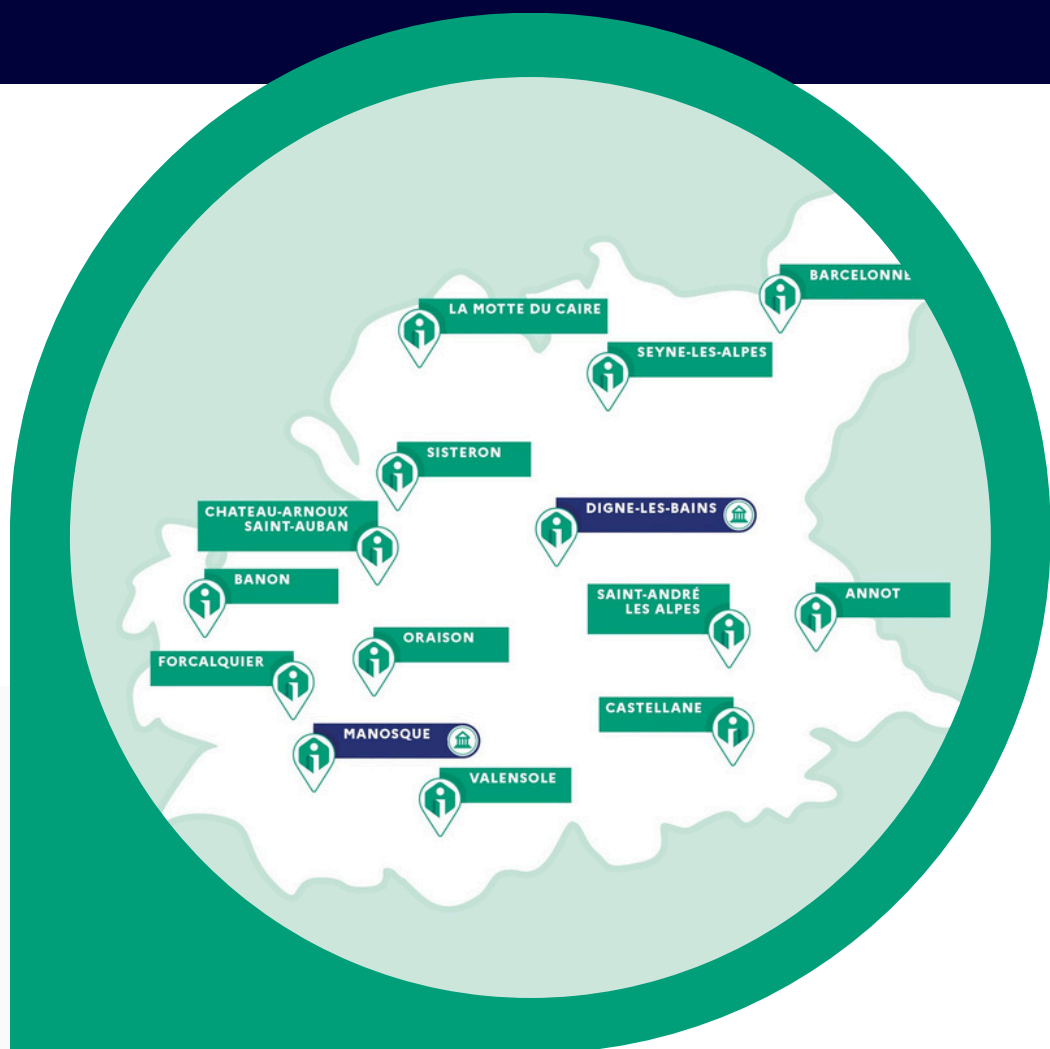 BARCELONNE
LA MOTTE DU CAIRE
SEYNE-LES-ALPES
SISTERON
DIGNE-LES-BAINS
CHATEAU-ARNOUX
SAINT-AUBAN
BANON
SAINT-ANDRÉ
LES ALPES
ANNOT
ORAISON
FORCALQUIER
CASTELLANE
MANOSQUE
VALENSOLE